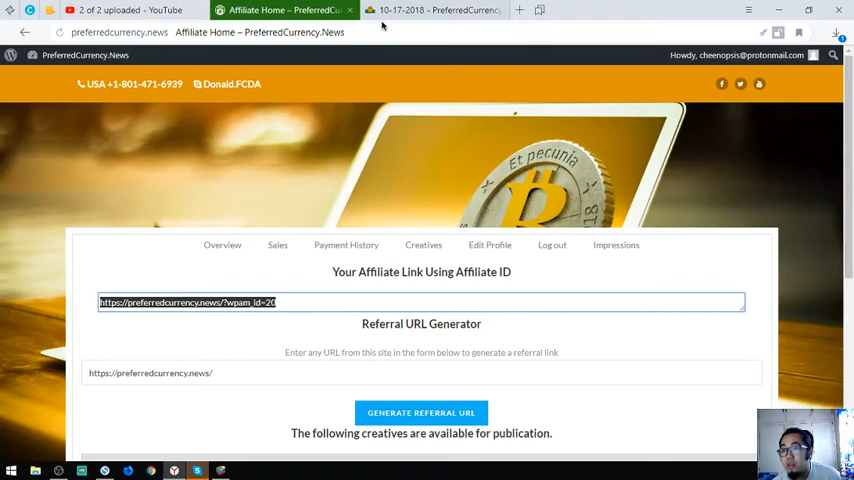 2 of 2 uploaded - YouTube
Affiliate Home – PreferredCur
10-17-2018 - PreferredCurrency
preferredcurrency.news Affiliate Home – PreferredCurrency.News
PreferredCurrency.News
Howdy, cheenopsis@protonmail.com
USA +1-801-471-6939 Donald.FCDA
Et pecunia
Overview Sales Payment History Creatives Edit Profile Log out Impressions
Your Affiliate Link Using Affiliate ID
https://preferredcurrency.news/?wpam_id=20
Referral URL Generator
Enter any URL from this site in the form below to generate a referral link
https://preferredcurrency.news/
GENERATE REFERRAL URL
The following creatives are available for publication.